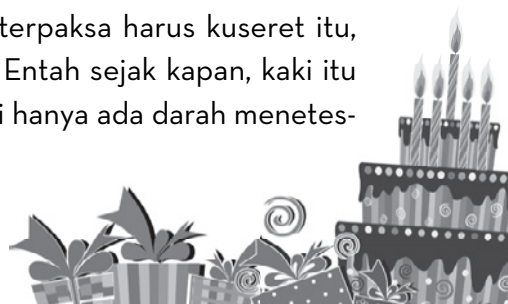 terpaksa harus kuseret itu,
Entah sejak kapan, kaki itu
hanya ada darah menetes-